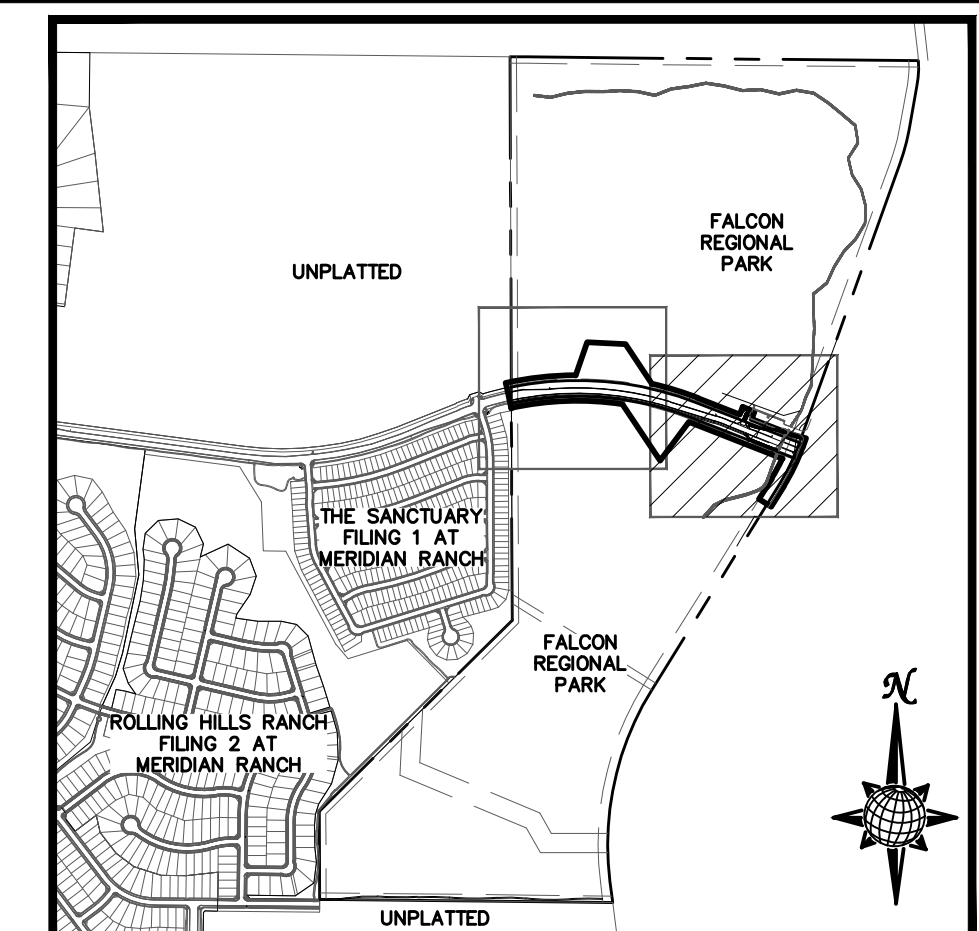 FALCON
REGIONAL
PARK
UNPLATTED
THE SANCTUARY
FILING 1 AT
MERIDIAN RANCH
FALCON
REGIONAL
PARK
N
ROLLING HILLS RANCH
FILING 2 AT
MERIDIAN RANCH
UNPLATTED